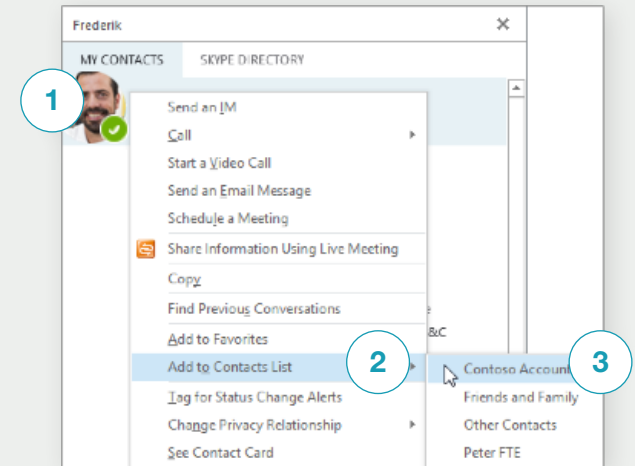 Frederik
MY CONTACTS SKYPE DIRECTORY
1
Send an IM
Call
Start a Video Call
Send an Email Message
Schedule a Meeting
Share Information Using Live Meeting
Copy
Find Previous Conversations
&C
Add to Favorites
Add to Contacts List 2
Contoso Account 3
Tag for Status Change Alerts
Friends and Family
Change Privacy Relationship
Other Contacts
See Contact Card
Peter FTE